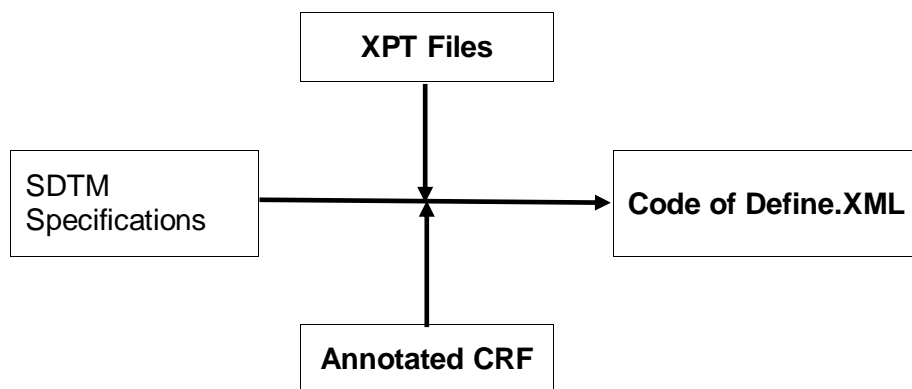 XPT Files
SDTM
Specifications
Code of Define.XML
Annotated CRF